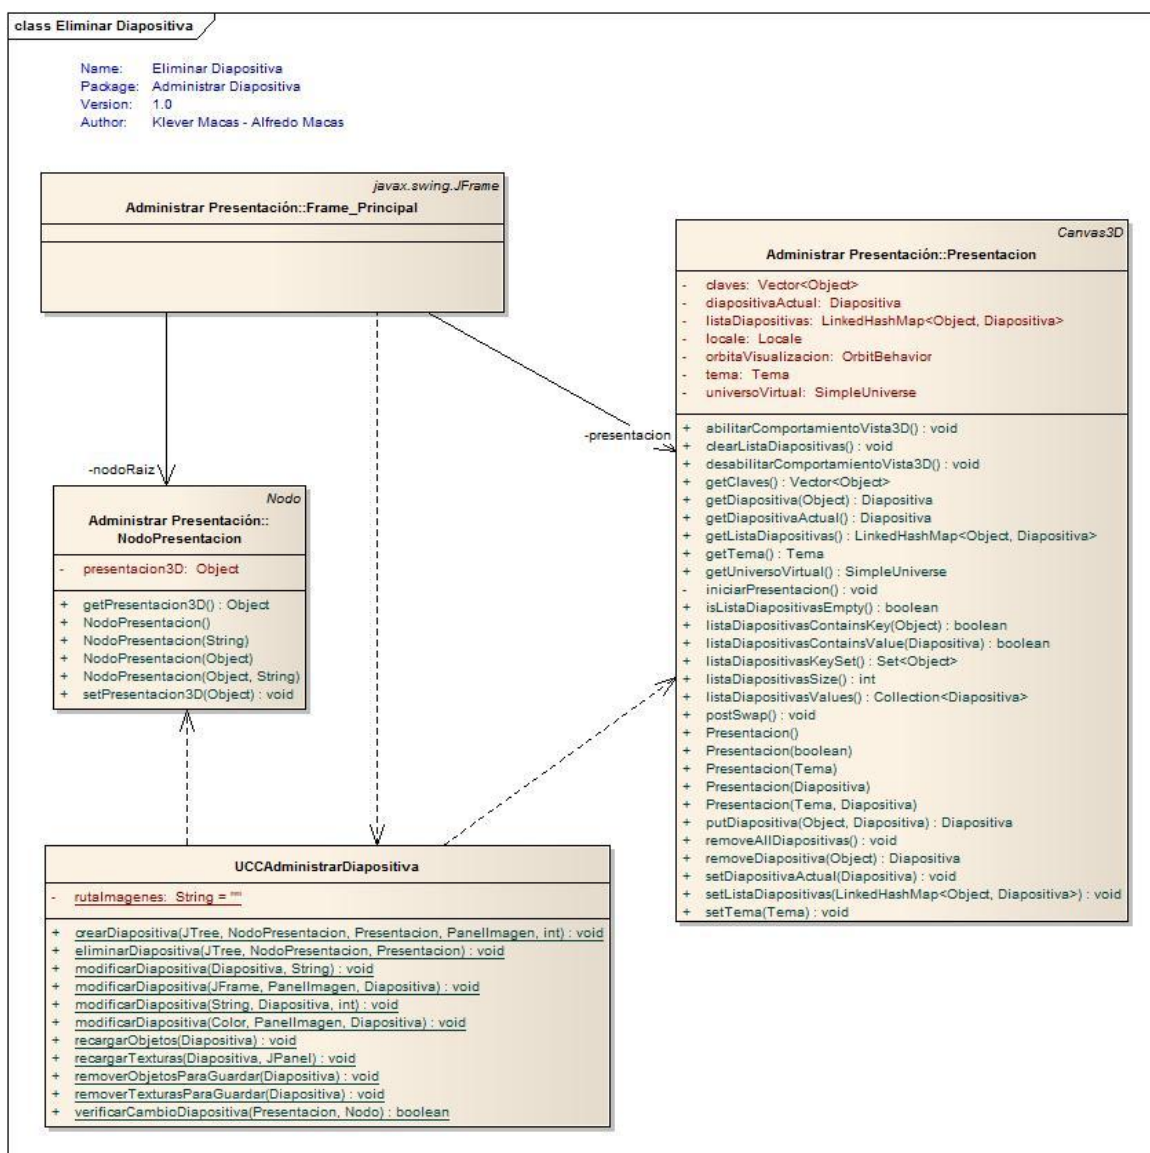 class Eliminar Diapositiva
Name: Eliminar Diapositiva
Package: Administrar Diapositiva
Version: 1.0
Author: Klever Macas - Alfredo Macas
javax.swing.JFrame
Administrar Presentación::Frame_Principal
Canvas3D
Administrar Presentación::Presentacion
- claves: Vector<Object>
- diapositivaActual: Diapositiva
- listaDiapositivas: LinkedHashMap<Object, Diapositiva>
- locale: Locale
- orbitaVisualizacion: OrbitBehavior
- tema: Tema
- universoVirtual: SimpleUniverse
+ abilitarComportamientoVista3D() : void
+ clearListaDiapositivas() : void
+ desabilitarComportamientoVista3D() : void
+ getClaves() : Vector<Object>
+ getDiapositiva(Object) : Diapositiva
+ getDiapositivaActual() : Diapositiva
+ getListaDiapositivas() : LinkedHashMap<Object, Diapositiva>
+ getTema() : Tema
+ getUniversoVirtual() : SimpleUniverse
- iniciarPresentacion() : void
+ isListaDiapositivasEmpty() : boolean
+ listaDiapositivasContainsKey(Object) : boolean
+ listaDiapositivasContainsValue(Diapositiva) : boolean
+ listaDiapositivasKeySet() : Set<Object>
+ listaDiapositivasSize() : int
+ listaDiapositivasValues() : Collection<Diapositiva>
+ postSwap() : void
+ Presentacion()
+ Presentacion(boolean)
+ Presentacion(Tema)
+ Presentacion(Diapositiva)
+ Presentacion(Tema, Diapositiva)
+ putDiapositiva(Object, Diapositiva) : Diapositiva
+ removeAllDiapositivas() : void
+ removeDiapositiva(Object) : Diapositiva
+ setDiapositivaActual(Diapositiva) : void
+ setListaDiapositivas(LinkedHashMap<Object, Diapositiva>) : void
+ setTema(Tema) : void
-presentacion
-nodoRaiz
Nodo
Administrar Presentación::
NodoPresentacion
- presentacion3D: Object
+ getPresentacion3D() : Object
+ NodoPresentacion()
+ NodoPresentacion(String)
+ NodoPresentacion(Object)
+ NodoPresentacion(Object, String)
+ setPresentacion3D(Object) : void
UCCAdministrarDiapositiva
- rutaImagenes: String = ""
+ crearDiapositiva(JTree, NodoPresentacion, Presentacion, PanelImagen, int) : void
+ eliminarDiapositiva(JTree, NodoPresentacion, Presentacion) : void
+ modificarDiapositiva(Diapositiva, String) : void
+ modificarDiapositiva(JFrame, PanelImagen, Diapositiva) : void
+ modificarDiapositiva(String, Diapositiva, int) : void
+ modificarDiapositiva(Color, PanelImagen, Diapositiva) : void
+ recargarObjetos(Diapositiva) : void
+ recargarTexturas(Diapositiva, JPanel) : void
+ removerObjetosParaGuardar(Diapositiva) : void
+ removerTexturasParaGuardar(Diapositiva) : void
+ verificarCambioDiapositiva(Presentacion, Nodo) : boolean